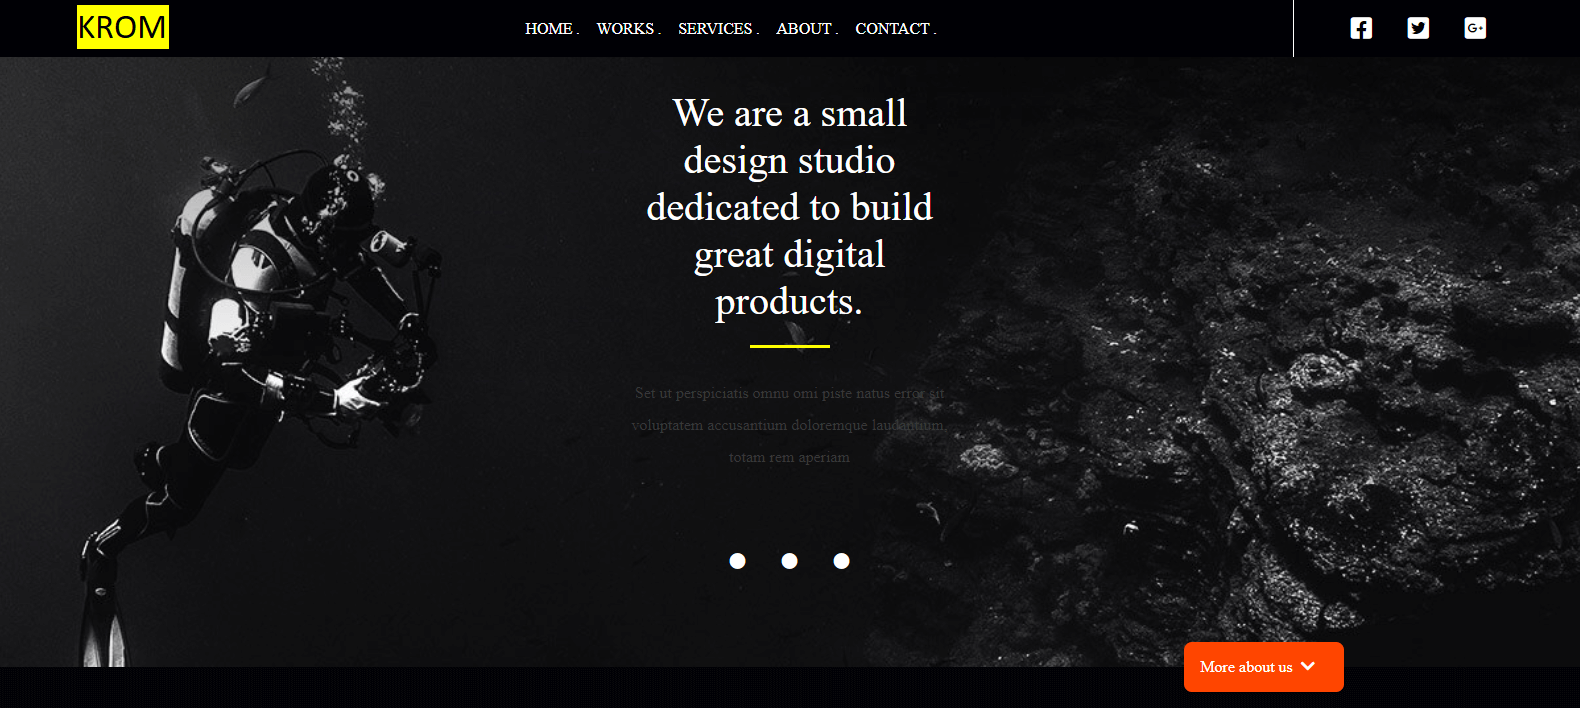 KROM
HOME . WORKS . SERVICES . ABOUT . CONTACT .
We are a small
design studio
dedicated to build
great digital
products.
Set ut perspiciatis omnu omi piste natus error sit
voluptatem accusantium doloremque laudantium,
totam rem aperiam
More about us